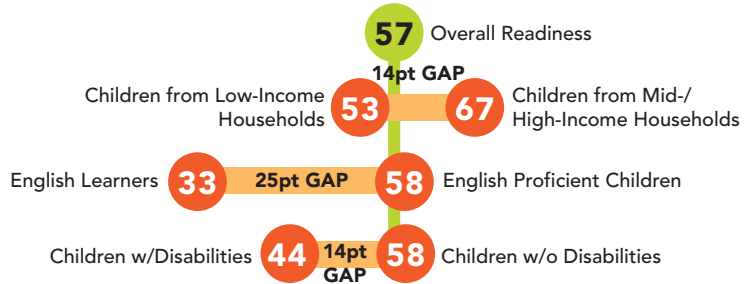 57 Overall Readiness
14pt GAP
Children from Low-Income
Households
53
67
Children from Mid-/
High-Income Households
English Learners 33 25pt GAP 58 English Proficient Children
Children w/Disabilities 44 14pt
GAP
58 Children w/o Disabilities